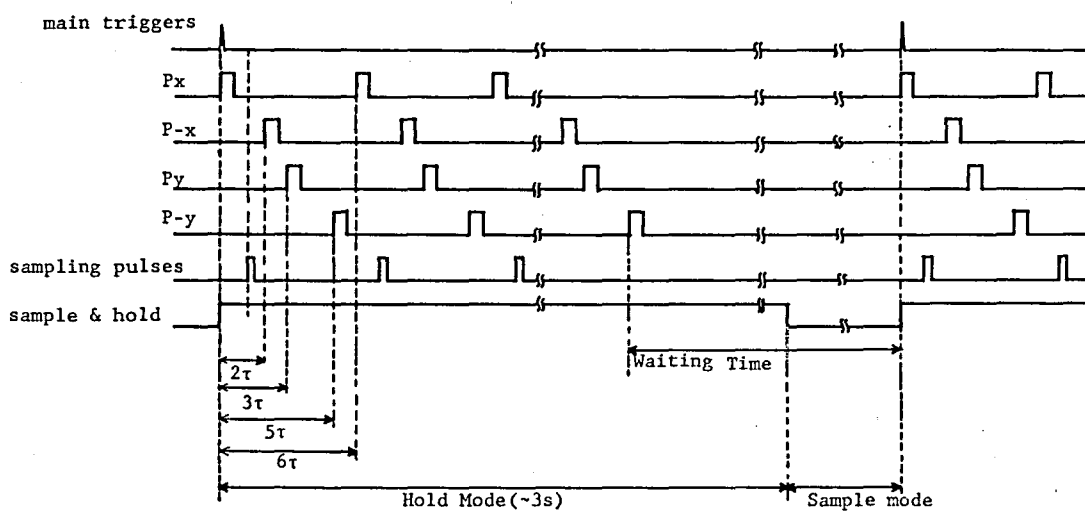 main triggers
Px
P-x
Py
P-y
sampling pulses
sample & hold
Waiting Time
2τ
3τ
5τ
6τ
Hold Mode(~3s)
Sample mode